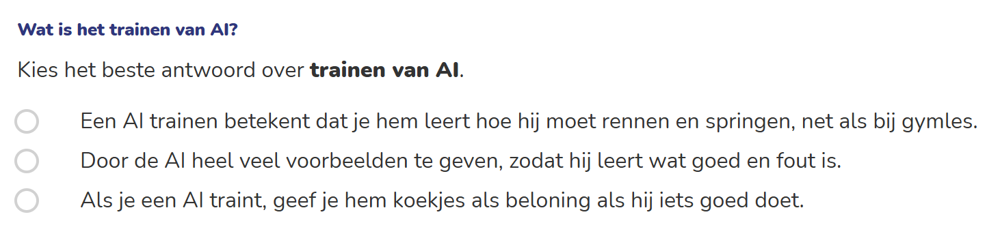 Wat is het trainen van AI?
Kies het beste antwoord over trainen van AI.
Een AI trainen betekent dat je hem leert hoe hij moet rennen en springen, net als bij gymles.
Door de AI heel veel voorbeelden te geven, zodat hij leert wat goed en fout is.
Als je een AI traint, geef je hem koekjes als beloning als hij iets goed doet.